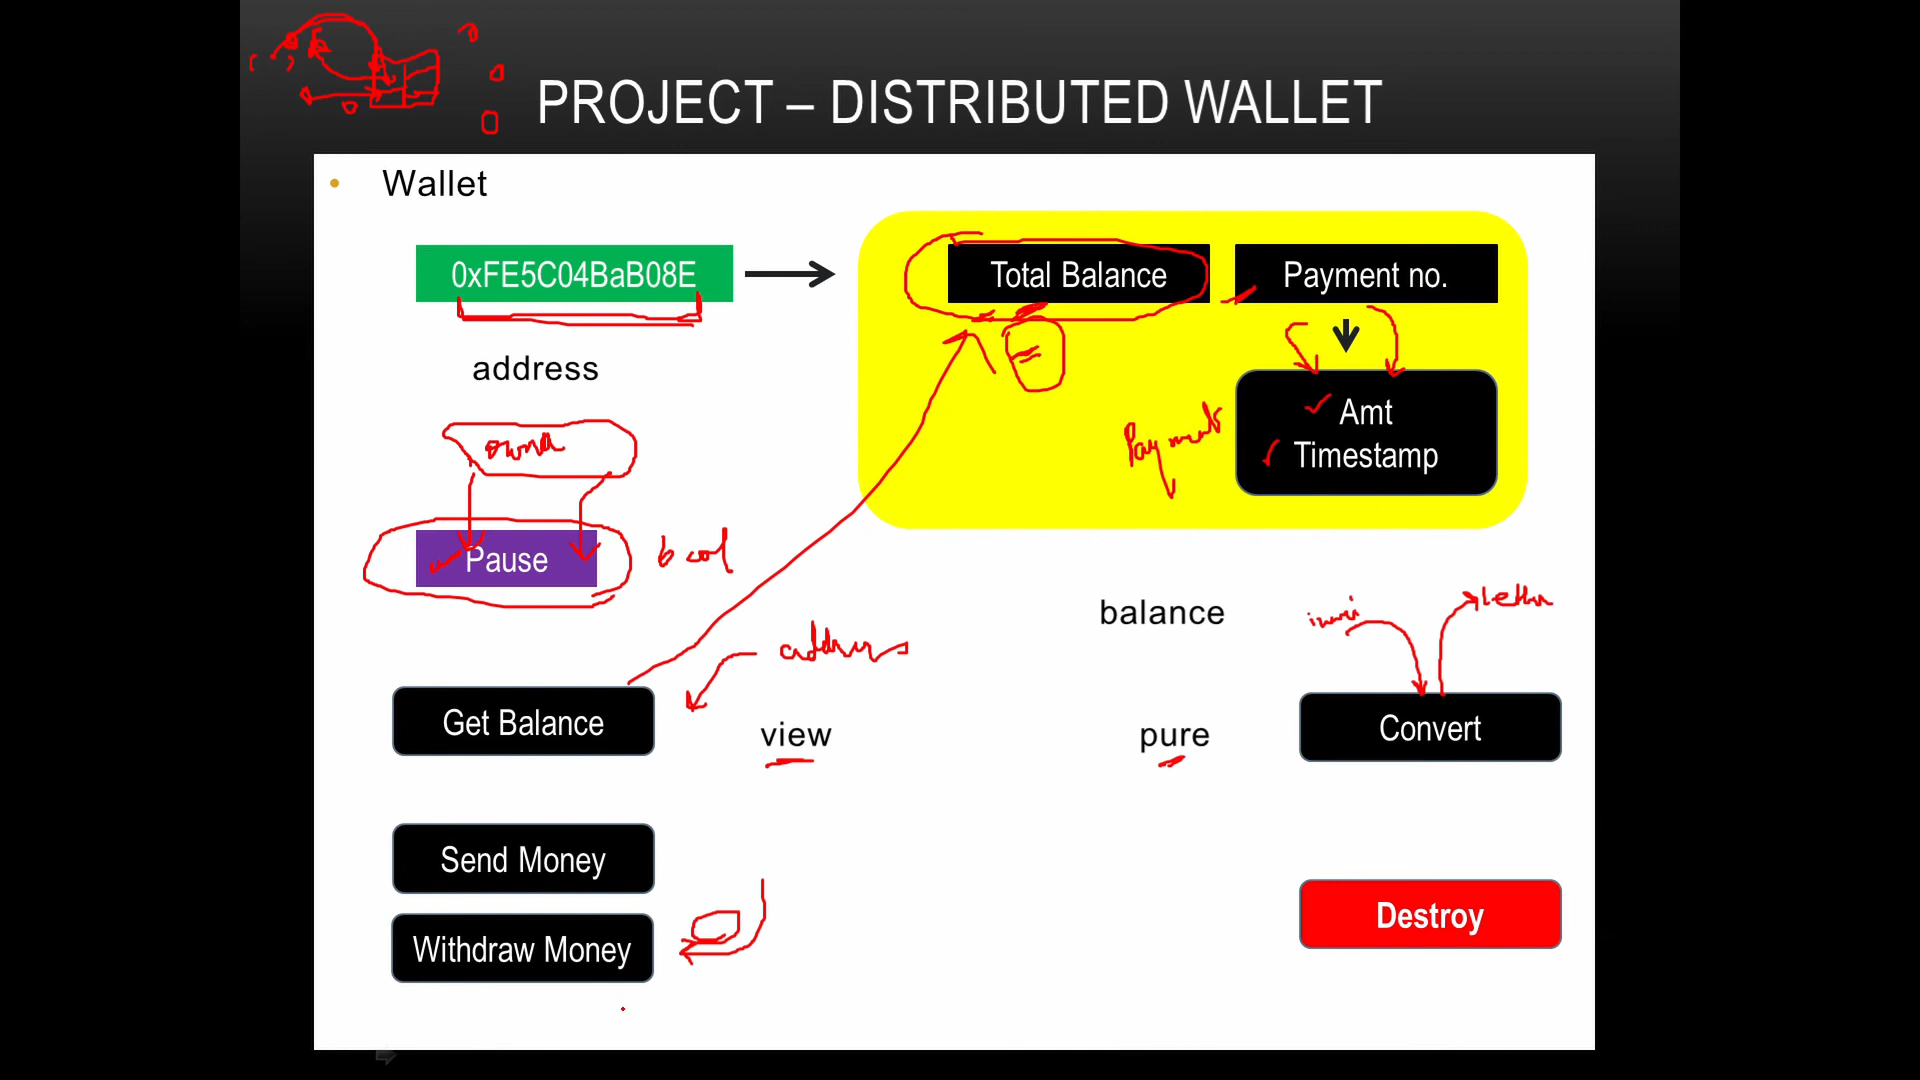 PROJECT – DISTRIBUTED WALLET
• Wallet
0xFE5C04BaB08E
Total Balance
Payment no.
address
Amt
Timestamp
Payments
owner
Pause
bool
balance
address
Get Balance
view
pure
Convert
Send Money
Withdraw Money
Destroy